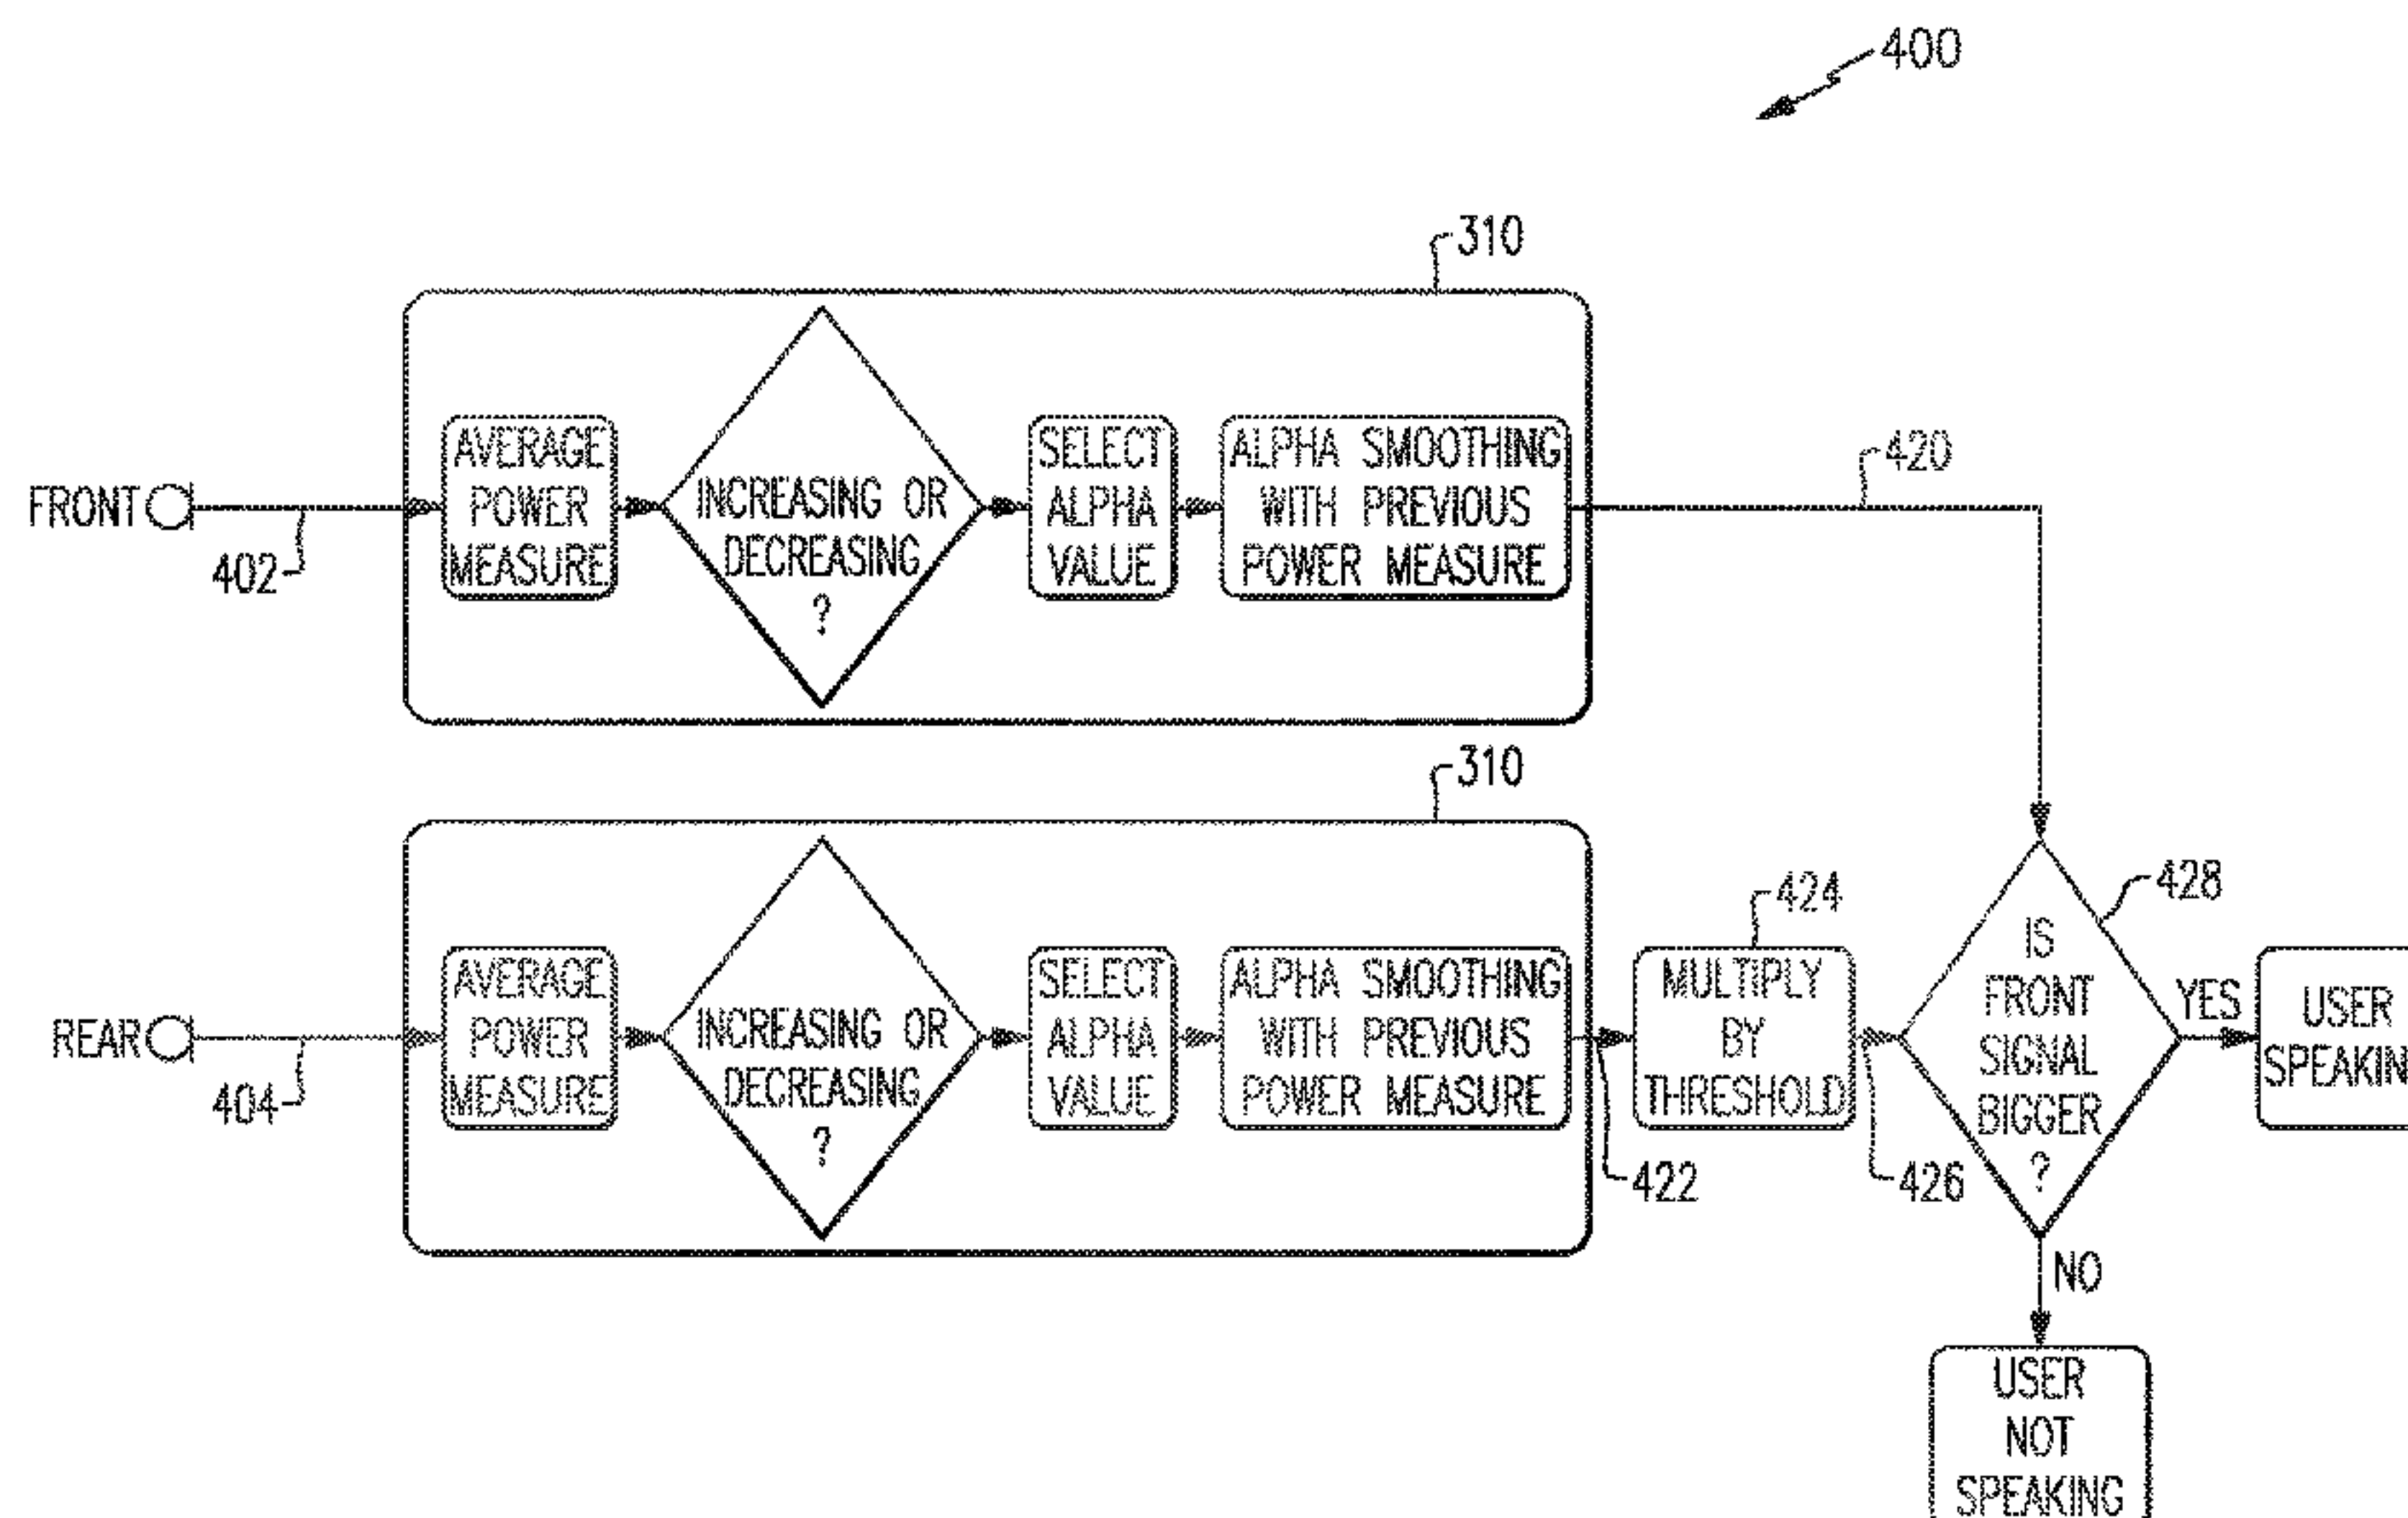 400
310
FRONT
402
AVERAGE
POWER
MEASURE
INCREASING OR
DECREASING
?
SELECT
ALPHA
VALUE
ALPHA SMOOTHING
WITH PREVIOUS
POWER MEASURE
420
310
REAR
404
AVERAGE
POWER
MEASURE
INCREASING OR
DECREASING
?
SELECT
ALPHA
VALUE
ALPHA SMOOTHING
WITH PREVIOUS
POWER MEASURE
422
424
MULTIPLY
BY
THRESHOLD
426
428
IS
FRONT
SIGNAL
BIGGER
?
YES
USER
SPEAKIN
NO
USER
NOT
SPEAKING